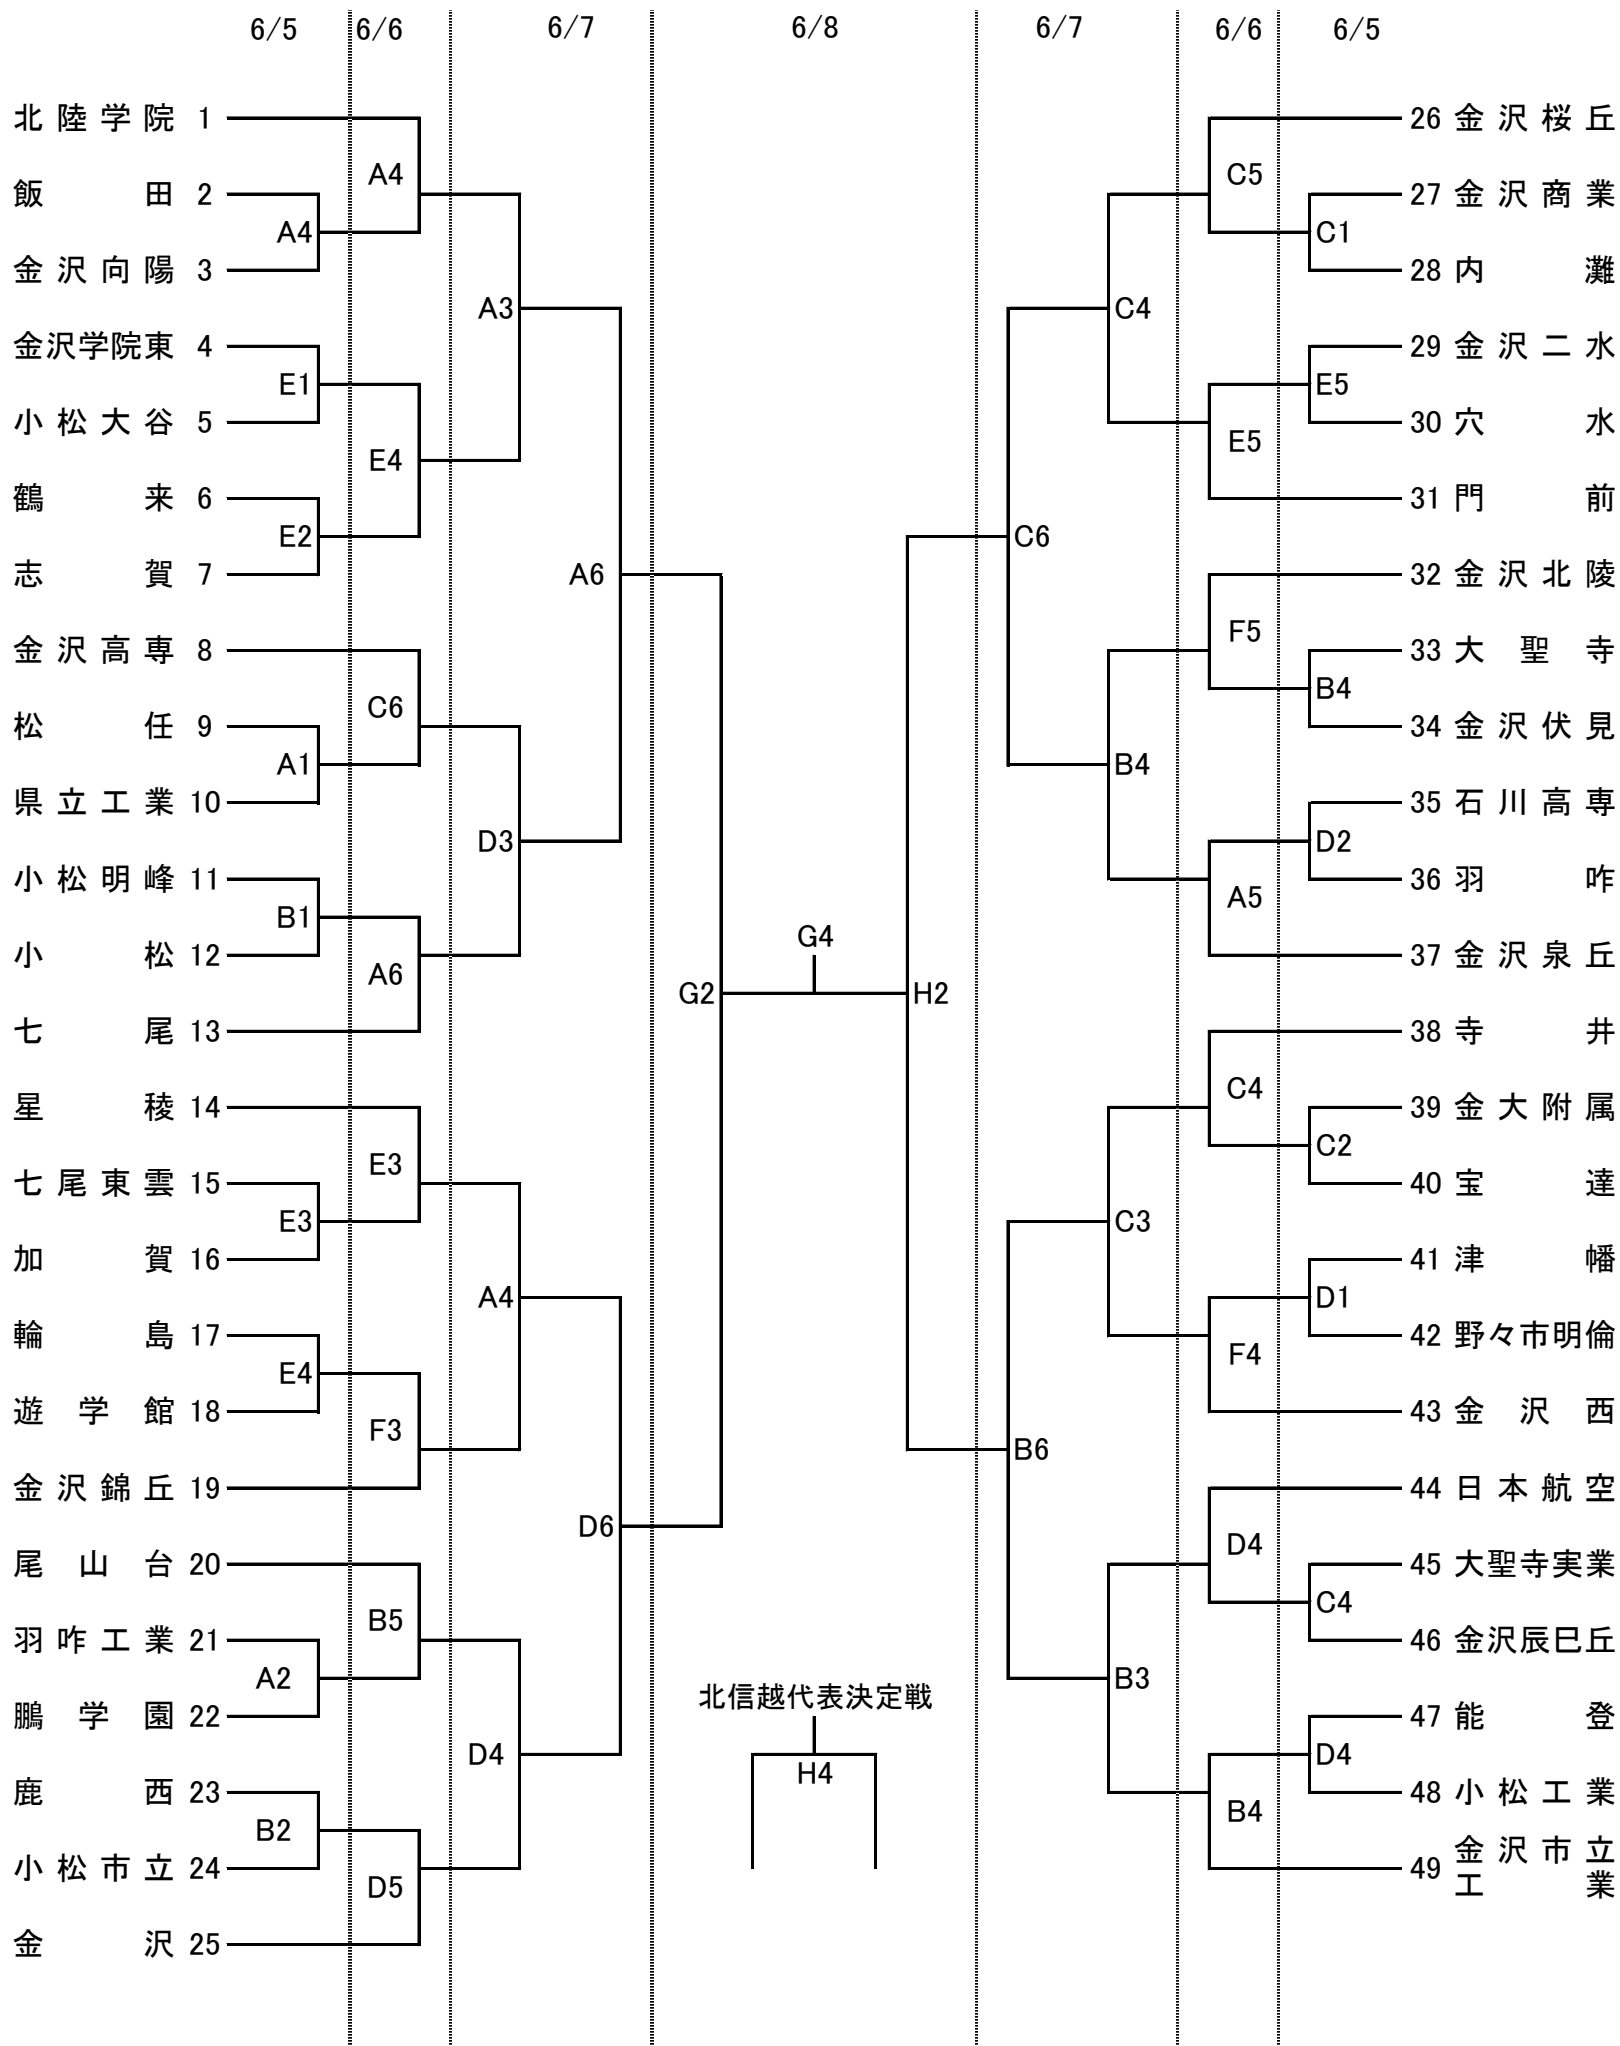 6/5 6/6 6/7 6/8 6/7 6/6 6/5
北陸学院 1
飯田 2
金沢向陽 3
金沢学院東 4
小松大谷 5
鶴来 6
志賀 7
金沢高専 8
松任 9
県立工業 10
小松明峰 11
小松 12
七尾 13
星稜 14
七尾東雲 15
加賀 16
輪島 17
遊学館 18
金沢錦丘 19
尾山台 20
羽咋工業 21
鵬学園 22
鹿西 23
小松市立 24
金沢 25
A4
E1
E2
A1
B1
E3
E4
A2
B2
A4
E4
C6
A6
E3
F3
B5
D5
A3
D3
A4
D4
A6
D6
G2
G4
H2
北信越代表決定戦
H4
C6
B6
C4
B4
C3
B3
C5
E5
F5
A5
C4
F4
D4
B4
C1
E5
B4
D2
C2
D1
C4
D4
26 金沢桜丘
27 金沢商業
28 内灘
29 金沢二水
30 穴水
31 門前
32 金沢北陵
33 大聖寺
34 金沢伏見
35 石川高専
36 羽咋
37 金沢泉丘
38 寺井
39 金大附属
40 宝達
41 津幡
42 野々市明倫
43 金沢西
44 日本航空
45 大聖寺実業
46 金沢辰巳丘
47 能登
48 小松工業
49 金沢市立
工業